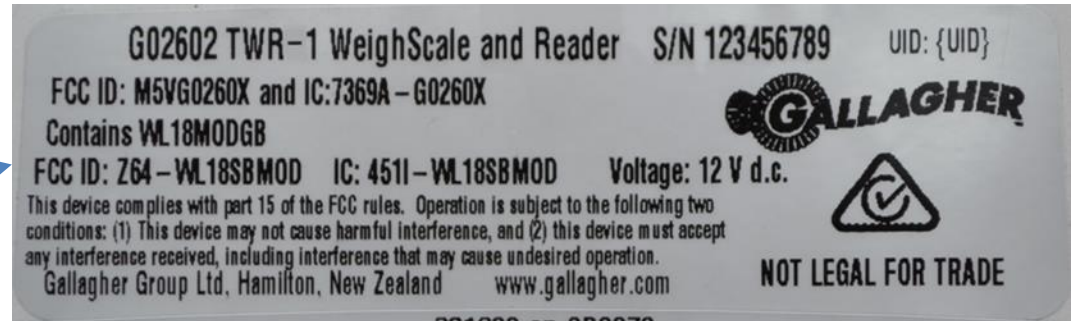 G02602 TWR-1 WeighScale and Reader S/N 123456789 UID: {UID}
FCC ID: M5VG0260X and IC:7369A-G0260X
GALLAGHER
Contains WL18MODGB
FCC ID: Z64-WL18SBMOD IC: 451I-WL18SBMOD Voltage: 12 V d.c.
This device complies with part 15 of the FCC rules. Operation is subject to the following two
conditions: (1) This device may not cause harmful interference, and (2) this device must accept
any interference received, including interference that may cause undesired operation.
Gallagher Group Ltd, Hamilton, New Zealand www.gallagher.com
NOT LEGAL FOR TRADE